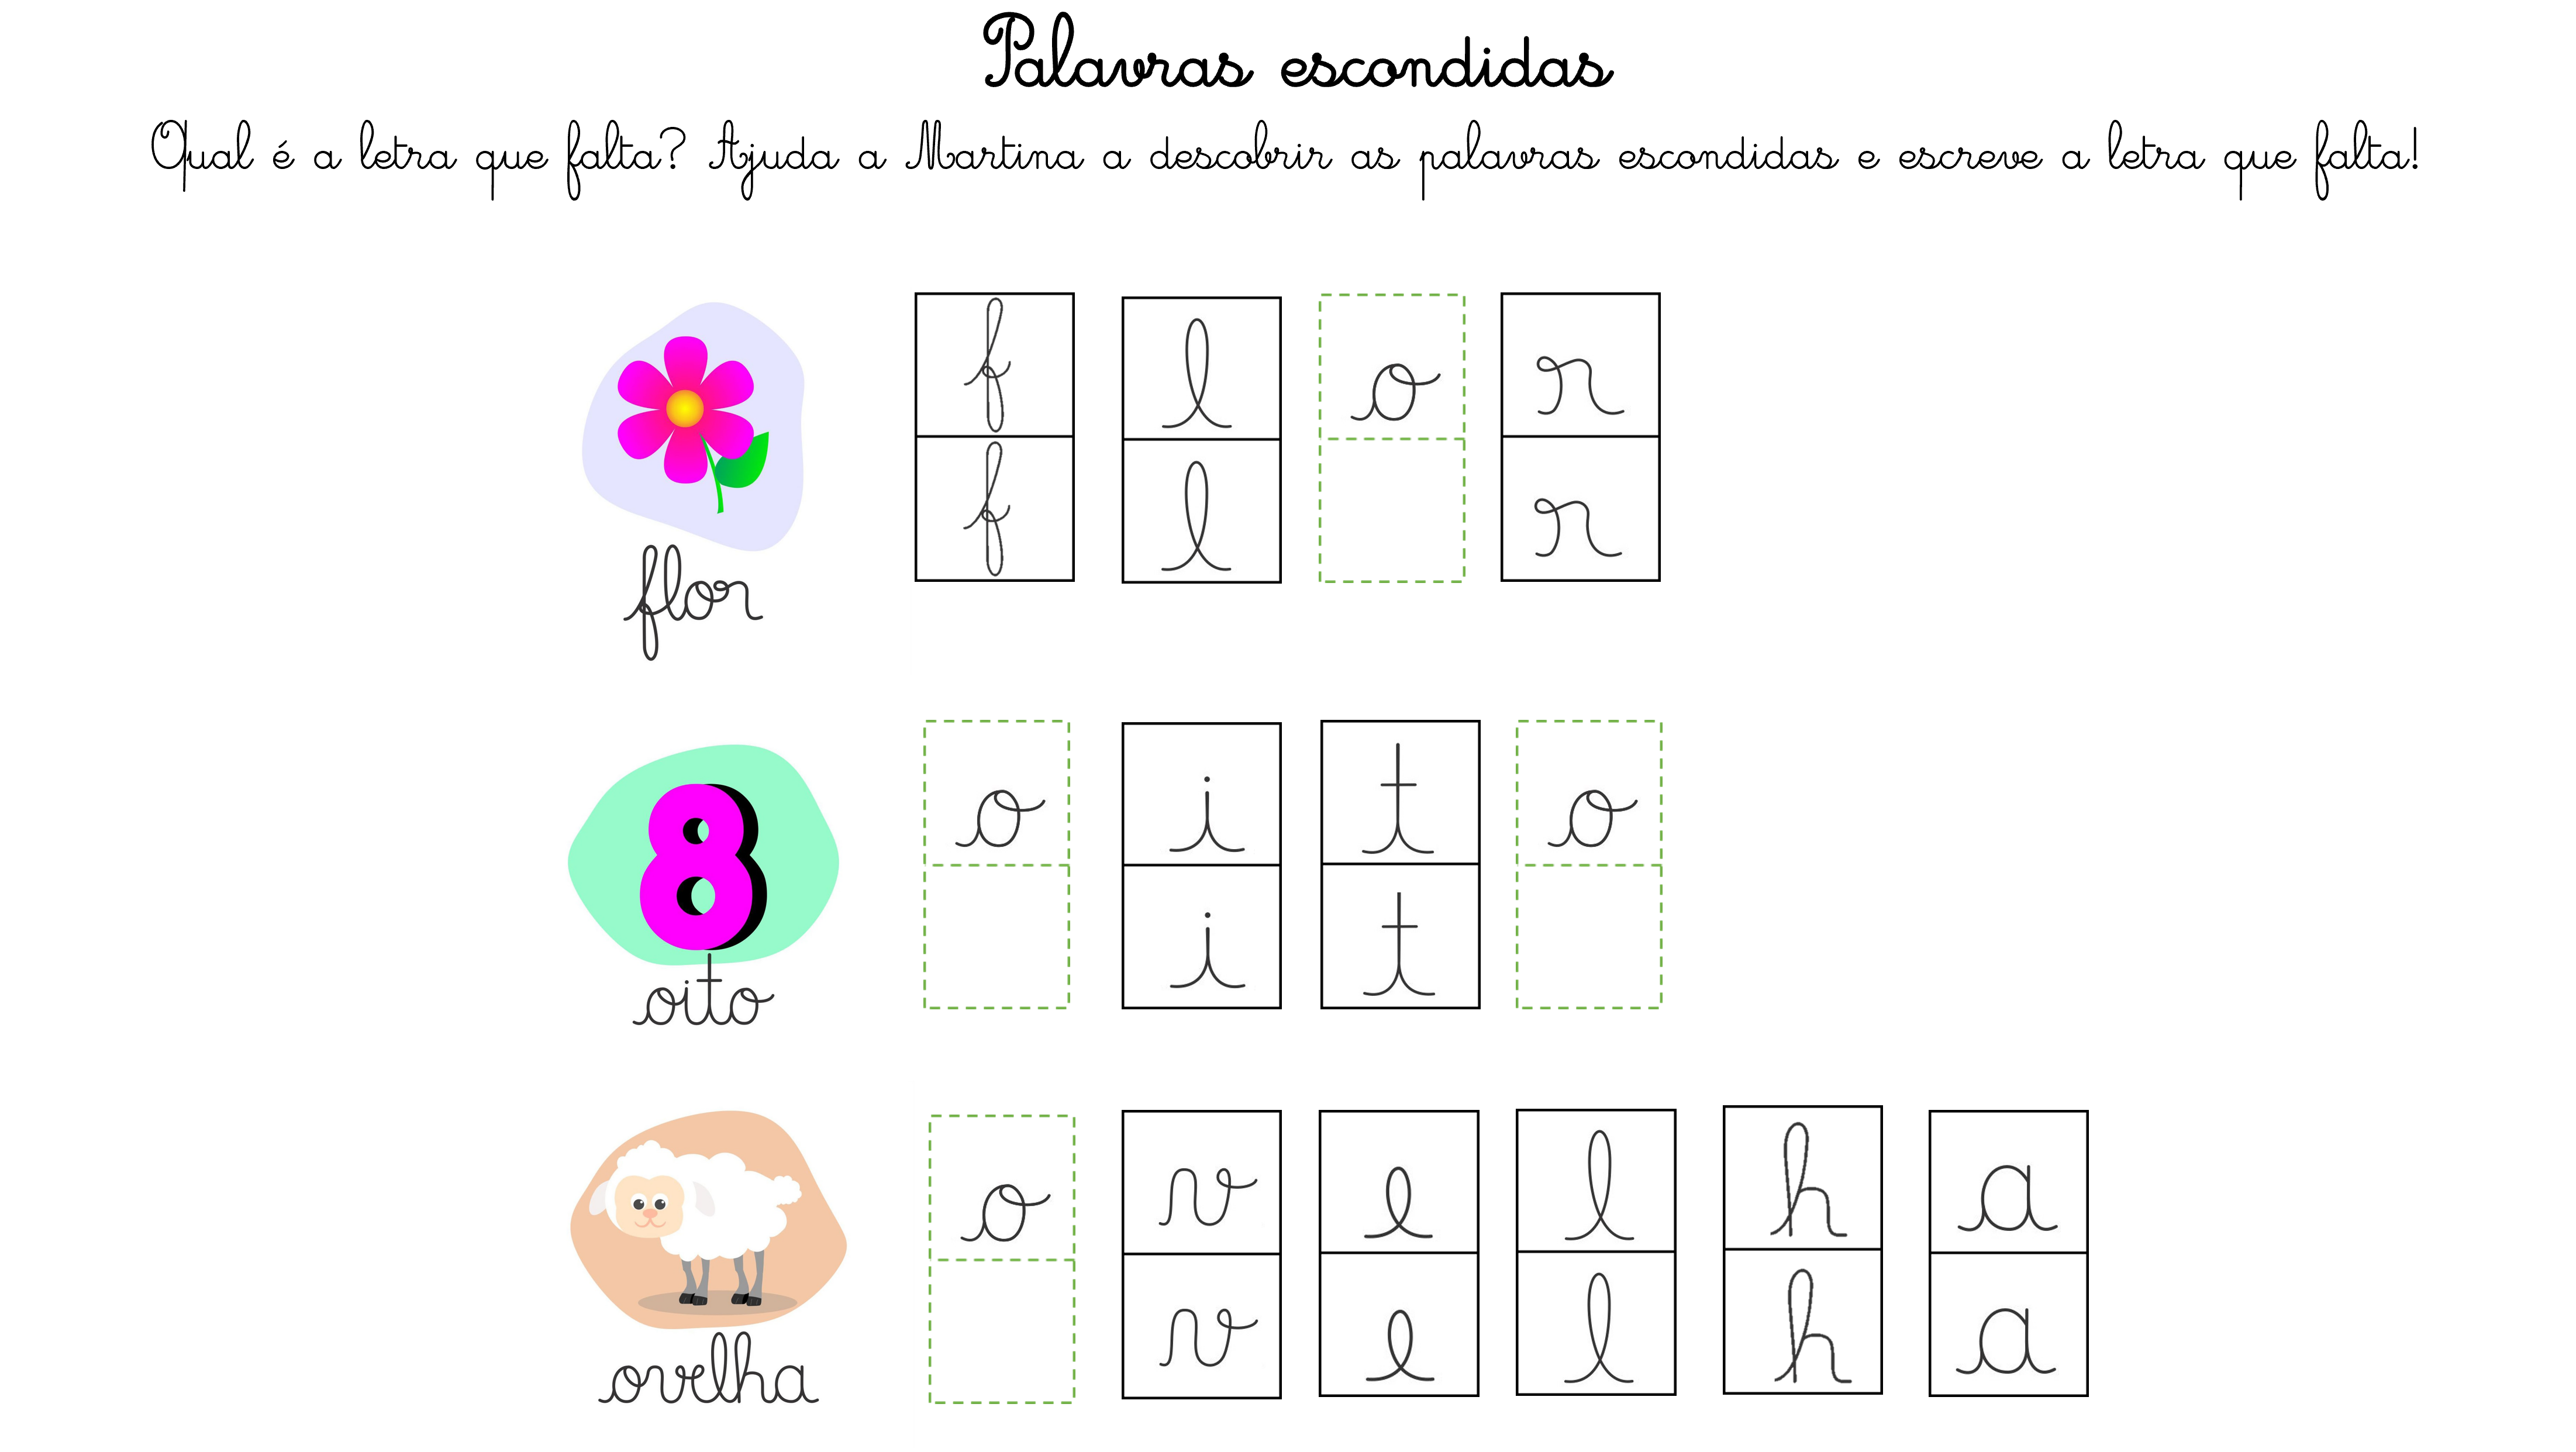 Palavras escondidas
Qual é a letra que falta? Ajuda a Martina a descobrir as palavras escondidas e escreve a letra que falta!
f l o r
f l r
flor
o i t o
i t
8
oito
o v e l h a
v e l h a
ovelha